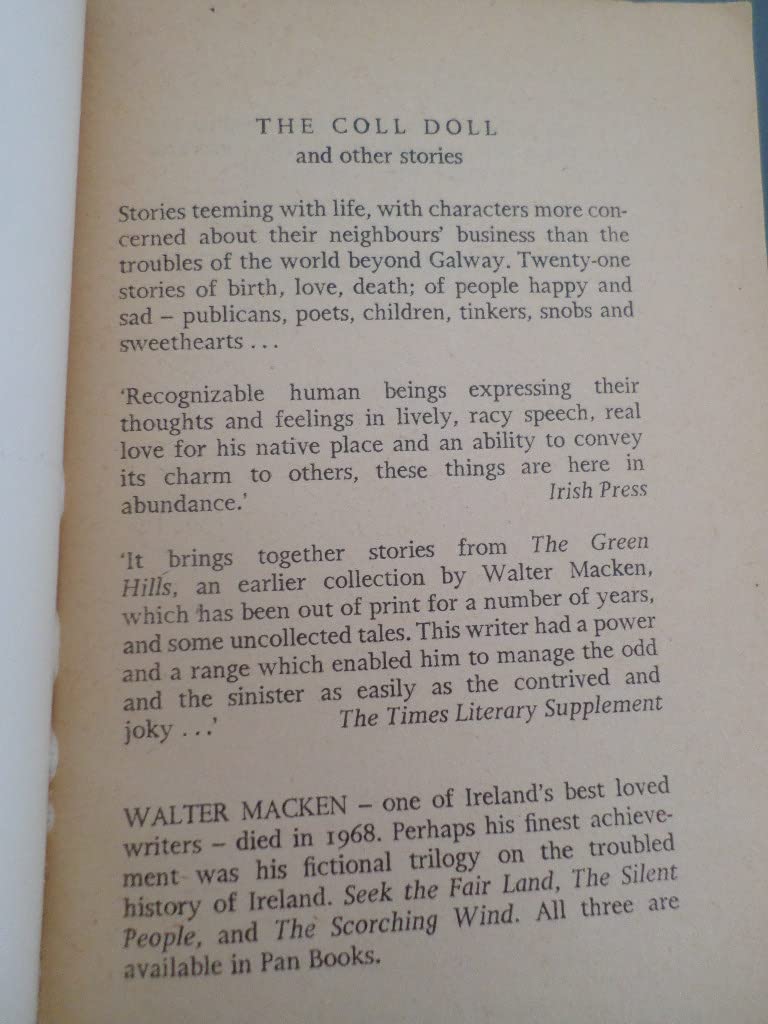 THE COLL DOLL
and other stories
Stories teeming with life, with characters more con-
cerned about their neighbours' business than the
troubles of the world beyond Galway. Twenty-one
stories of birth, love, death; of people happy and
sad – publicans, poets, children, tinkers, snobs and
sweethearts ...
'Recognizable human beings expressing their
thoughts and feelings in lively, racy speech, real
love for his native place and an ability to convey
its charm to others, these things are here in
abundance.' Irish Press
'It brings together stories from The Green
Hills, an earlier collection by Walter Macken,
which has been out of print for a number of years,
and some uncollected tales. This writer had a power
and a range which enabled him to manage the odd
and the sinister as easily as the contrived and
joky ...' The Times Literary Supplement
WALTER MACKEN – one of Ireland's best loved
writers – died in 1968. Perhaps his finest achieve-
ment was his fictional trilogy on the troubled
history of Ireland. Seek the Fair Land, The Silent
People, and The Scorching Wind. All three are
available in Pan Books.